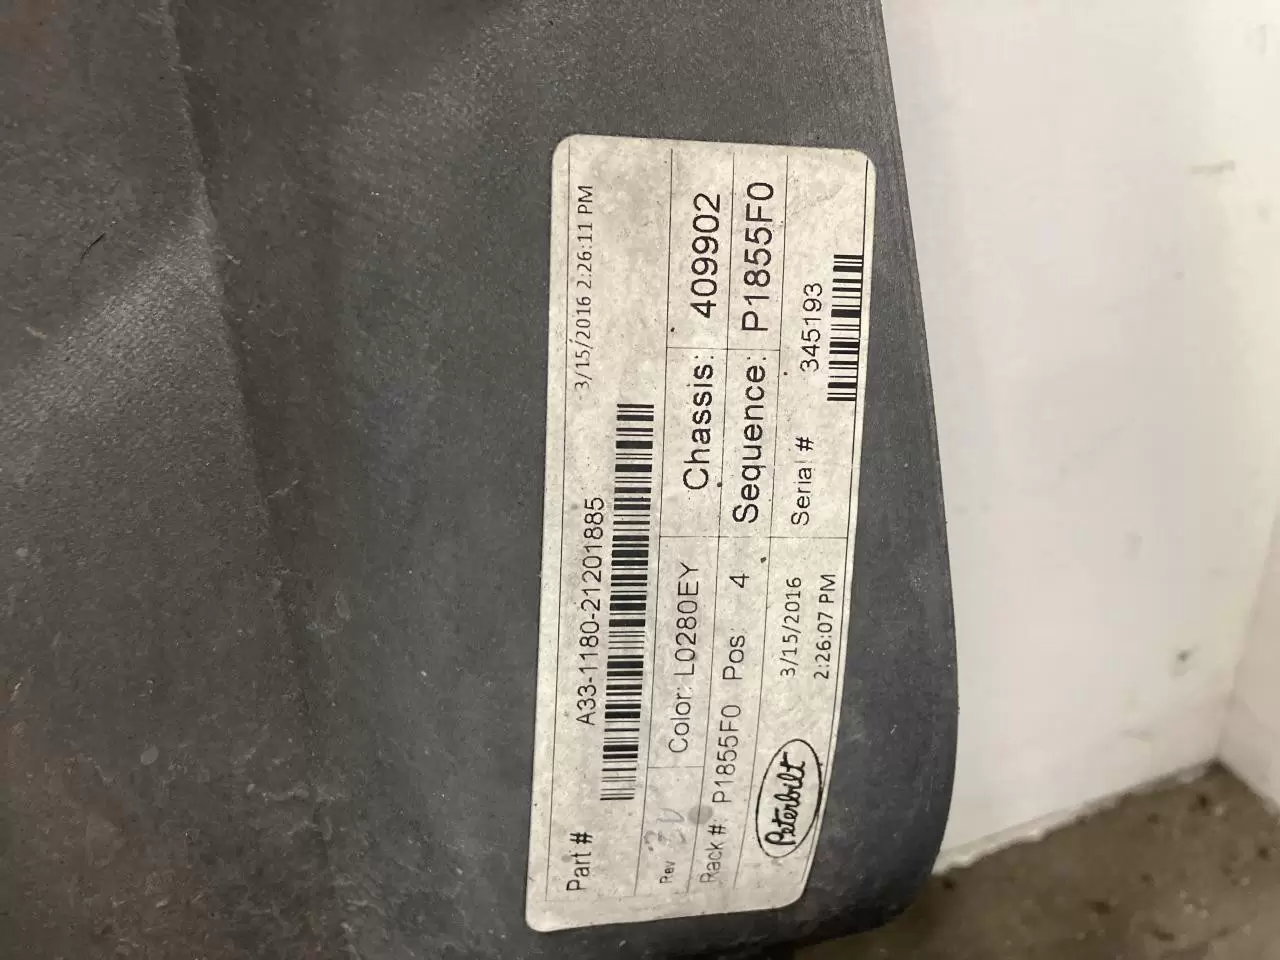 3/15/2016 2:26:11 PM
Part # A33-1180-21201885
Rev Color: L0280EY Chassis: 409902
Rack #: P1855F0 Pos: 4 Sequence: P1855F0
Peterbilt 3/15/2016 Serial # 345193
2:26:07 PM